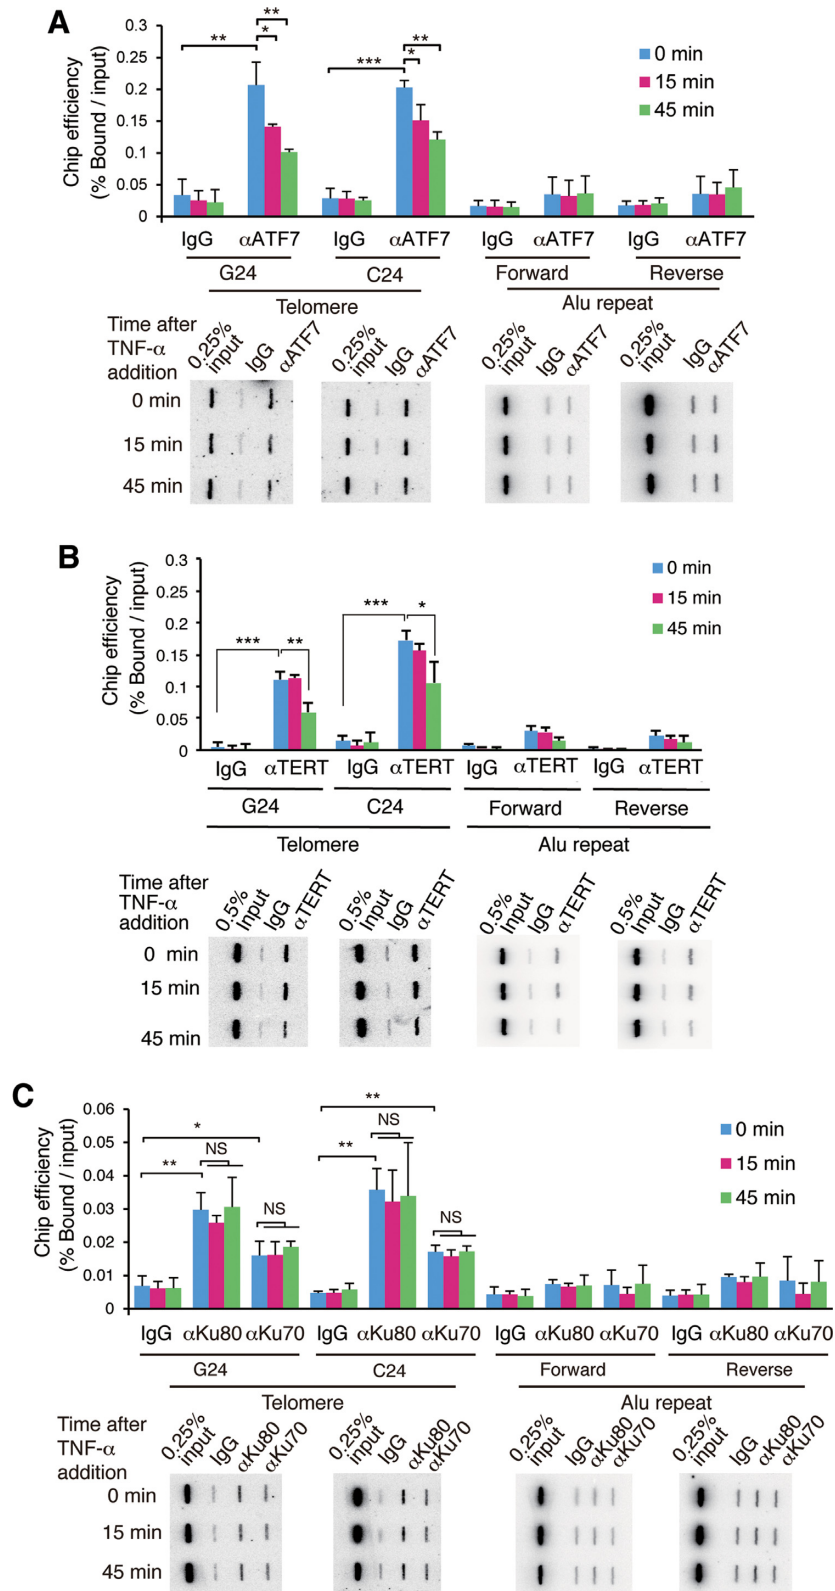 A
Chip efficiency
(% Bound / input)
0.3
0.25
0.2
0.15
0.1
0.05
0
** *** ** * ** *
0 min
15 min
45 min
IgG αATF7 IgG αATF7 IgG αATF7 IgG αATF7
G24 C24 Forward Reverse
Telomere Alu repeat
Time after
TNF-α
addition
0.25% input IgG αATF7 0.25% input IgG αATF7 0.25% input IgG αATF7 0.25% input IgG αATF7
0 min
15 min
45 min
B
Chip efficiency
(% Bound / input)
0.3
0.25
0.2
0.15
0.1
0.05
0
*** ** *** *
0 min
15 min
45 min
IgG αTERT IgG αTERT IgG αTERT IgG αTERT
G24 C24 Forward Reverse
Telomere Alu repeat
Time after
TNF-α
addition
0.5% Input IgG αTERT 0.5% Input IgG αTERT 0.5% Input IgG αTERT 0.5% Input IgG αTERT
0 min
15 min
45 min
C
Chip efficiency
(% Bound / input)
0.06
0.05
0.04
0.03
0.02
0.01
0
** * NS NS ** ** NS NS
0 min
15 min
45 min
IgG αKu80 αKu70 IgG αKu80 αKu70 IgG αKu80 αKu70 IgG αKu80 αKu70
G24 C24 Forward Reverse
Telomere Alu repeat
Time after
TNF-α
addition
0.25% input IgG αKu80 αKu70 0.25% input IgG αKu80 αKu70 0.25% input IgG αKu80 αKu70 0.25% input IgG αKu80 αKu70
0 min
15 min
45 min